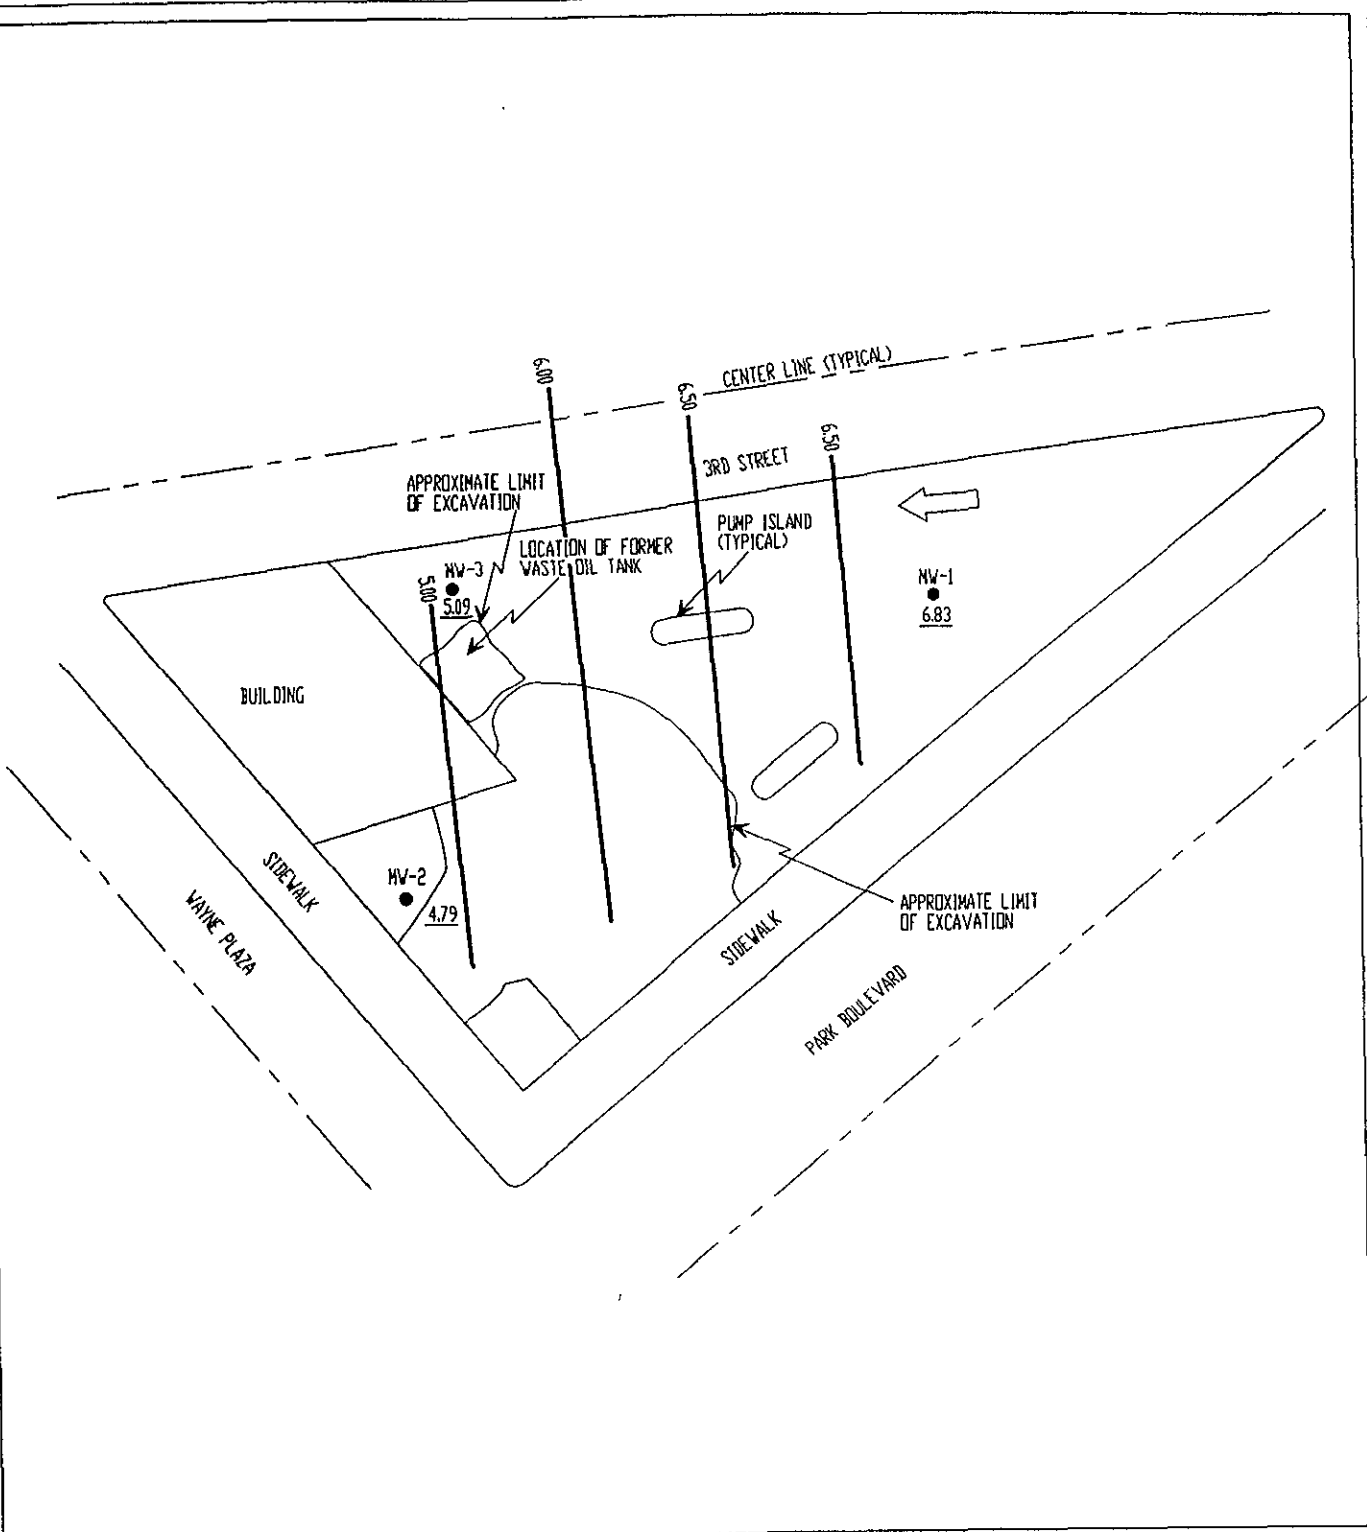 CENTER LINE (TYPICAL)
6.00
6.50
6.50
3RD STREET
APPROXIMATE LIMIT
OF EXCAVATION
PUMP ISLAND
(TYPICAL)
LOCATION OF FORMER
WASTE OIL TANK
MW-3
5.09
5.00
MW-1
6.83
BUILDING
MW-2
4.79
SIDEWALK
WAYNE PLAZA
APPROXIMATE LIMIT
OF EXCAVATION
SIDEWALK
PARK BOULEVARD